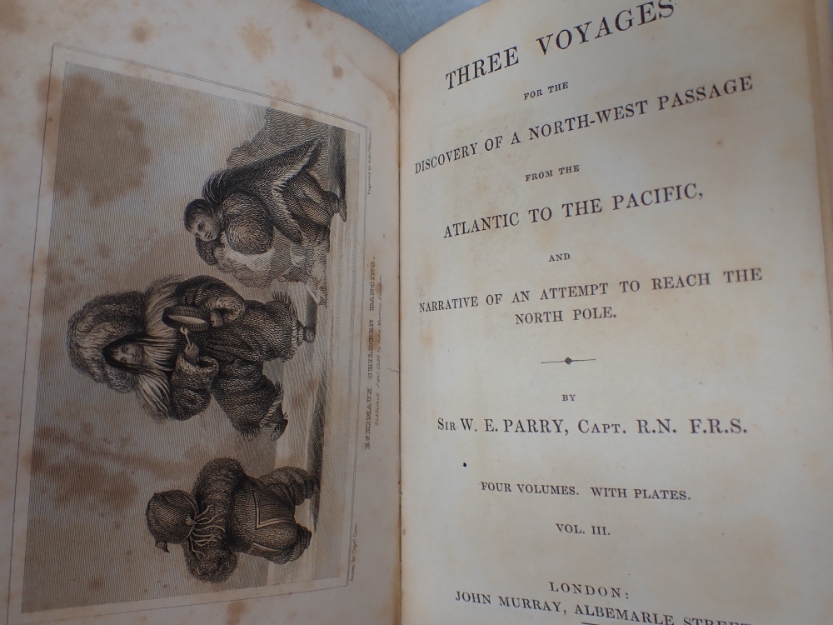 ESKIMAUX CHILDREN DANCING.
THREE VOYAGES
FOR THE
DISCOVERY OF A NORTH-WEST PASSAGE
FROM THE
ATLANTIC TO THE PACIFIC,
AND
NARRATIVE OF AN ATTEMPT TO REACH THE
NORTH POLE.
BY
SIR W. E. PARRY, CAPT. R.N. F.R.S.
FOUR VOLUMES. WITH PLATES.
VOL. III.
LONDON:
JOHN MURRAY, ALBEMARLE STREET